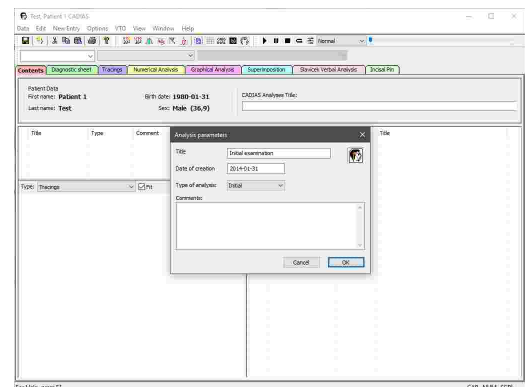 Test, Patient 1 CADIAS
Data Edit New Entry Options VTO View Window Help
Normal
Contents Diagnostic sheet Tracings Numerical Analysis Graphical Analysis Superimposition Slavicek Verbal Analysis Incisal Pin
Patient Data
First name: Patient 1 Birth date: 1980-01-31 CADIAS Analyses Title:
Last name: Test Sex: Male (36,9)
Title Type Comment Title
Type: Tracings Fit
Analysis parameters
Title Initial examination
Date of creation 2014-01-31
Type of analysis: Initial
Comments:
Cancel OK